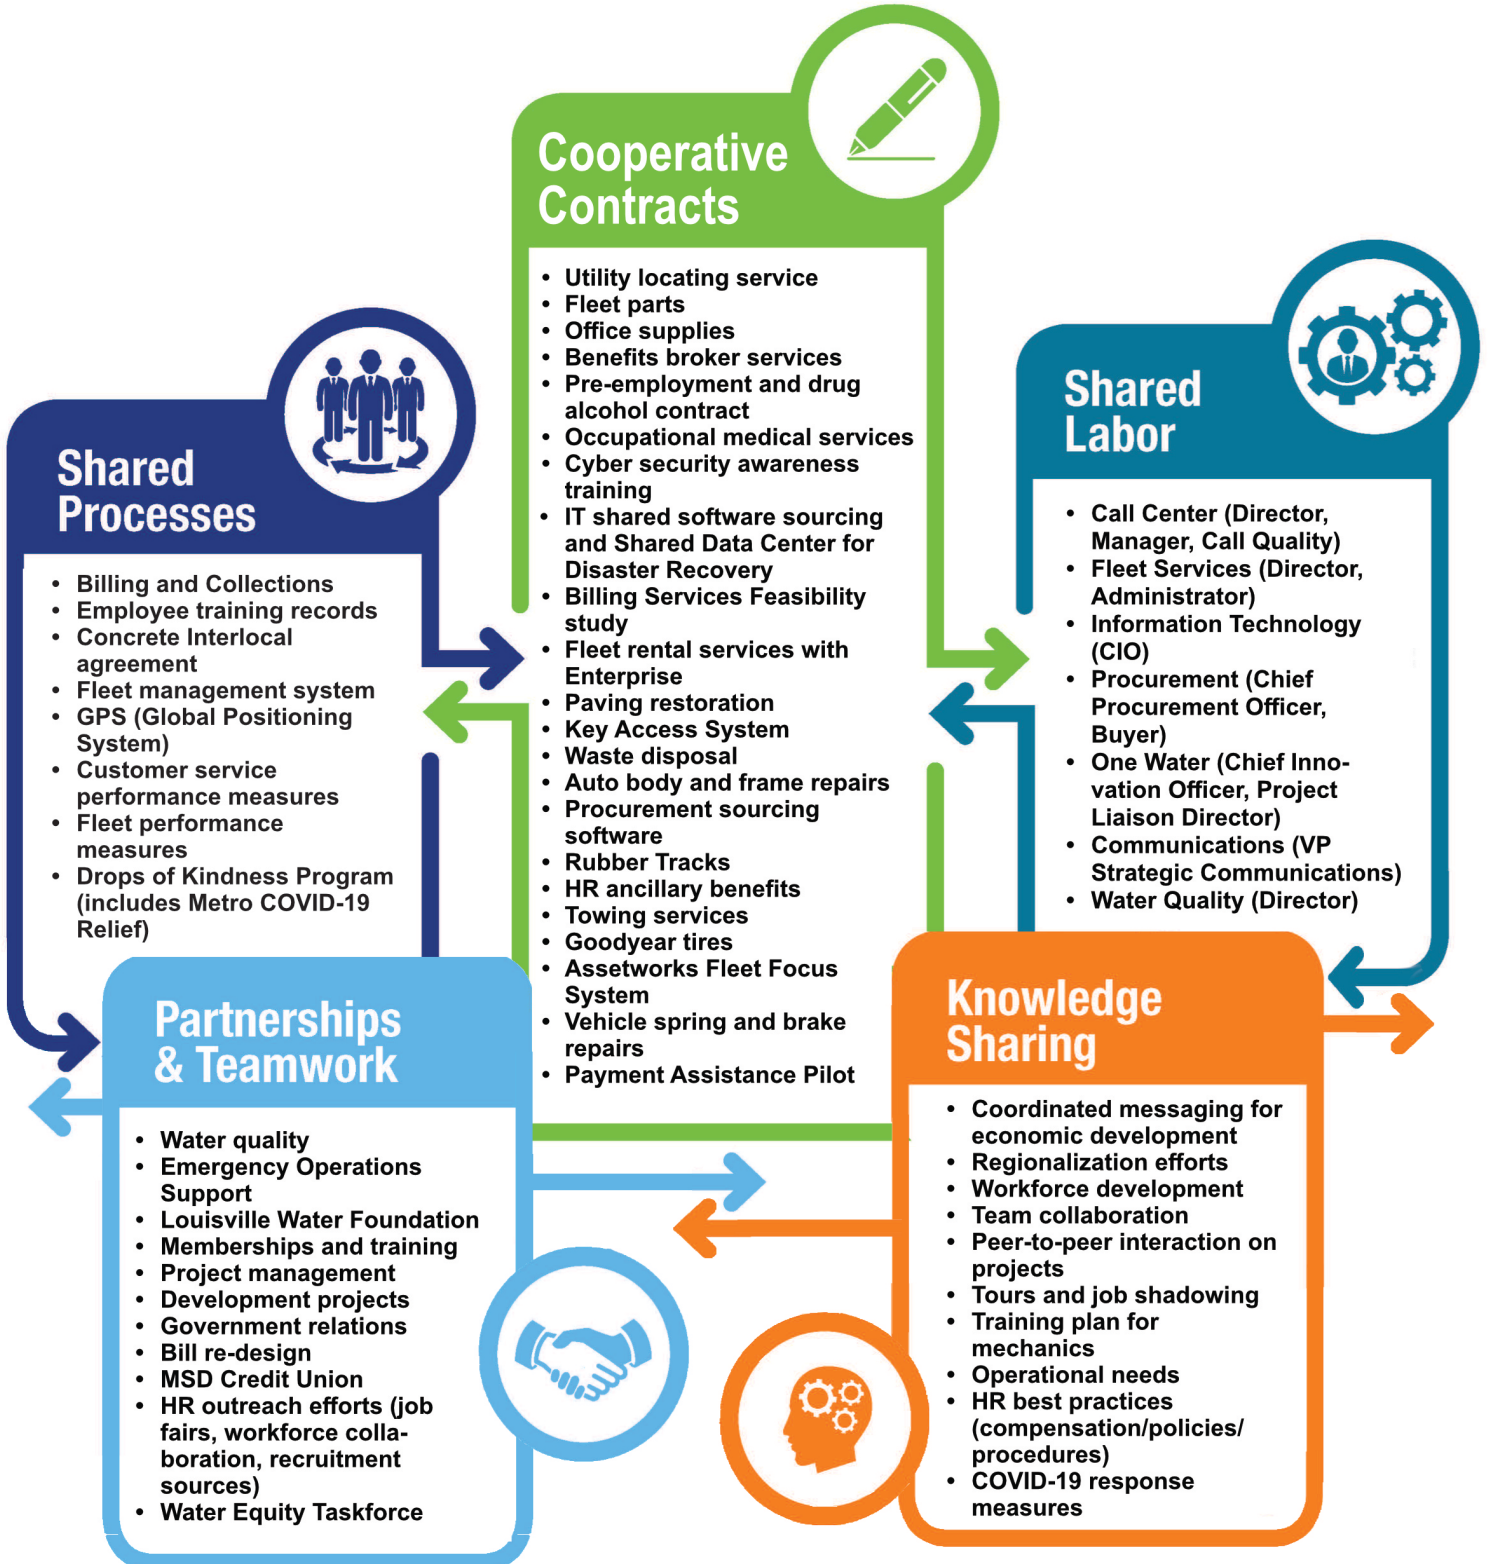 Cooperative
Contracts
• Utility locating service
• Fleet parts
• Office supplies
• Benefits broker services
• Pre-employment and drug
alcohol contract
• Occupational medical services
• Cyber security awareness
training
• IT shared software sourcing
and Shared Data Center for
Disaster Recovery
• Billing Services Feasibility
study
• Fleet rental services with
Enterprise
• Paving restoration
• Key Access System
• Waste disposal
• Auto body and frame repairs
• Procurement sourcing
software
• Rubber Tracks
• HR ancillary benefits
• Towing services
• Goodyear tires
• Assetworks Fleet Focus
System
• Vehicle spring and brake
repairs
• Payment Assistance Pilot
Shared
Processes
• Billing and Collections
• Employee training records
• Concrete Interlocal
agreement
• Fleet management system
• GPS (Global Positioning
System)
• Customer service
performance measures
• Fleet performance
measures
• Drops of Kindness Program
(includes Metro COVID-19
Relief)
Shared
Labor
• Call Center (Director,
Manager, Call Quality)
• Fleet Services (Director,
Administrator)
• Information Technology
(CIO)
• Procurement (Chief
Procurement Officer,
Buyer)
• One Water (Chief Inno-
vation Officer, Project
Liaison Director)
• Communications (VP
Strategic Communications)
• Water Quality (Director)
Partnerships
& Teamwork
• Water quality
• Emergency Operations
Support
• Louisville Water Foundation
• Memberships and training
• Project management
• Development projects
• Government relations
• Bill re-design
• MSD Credit Union
• HR outreach efforts (job
fairs, workforce colla-
boration, recruitment
sources)
• Water Equity Taskforce
Knowledge
Sharing
• Coordinated messaging for
economic development
• Regionalization efforts
• Workforce development
• Team collaboration
• Peer-to-peer interaction on
projects
• Tours and job shadowing
• Training plan for
mechanics
• Operational needs
• HR best practices
(compensation/policies/
procedures)
• COVID-19 response
measures